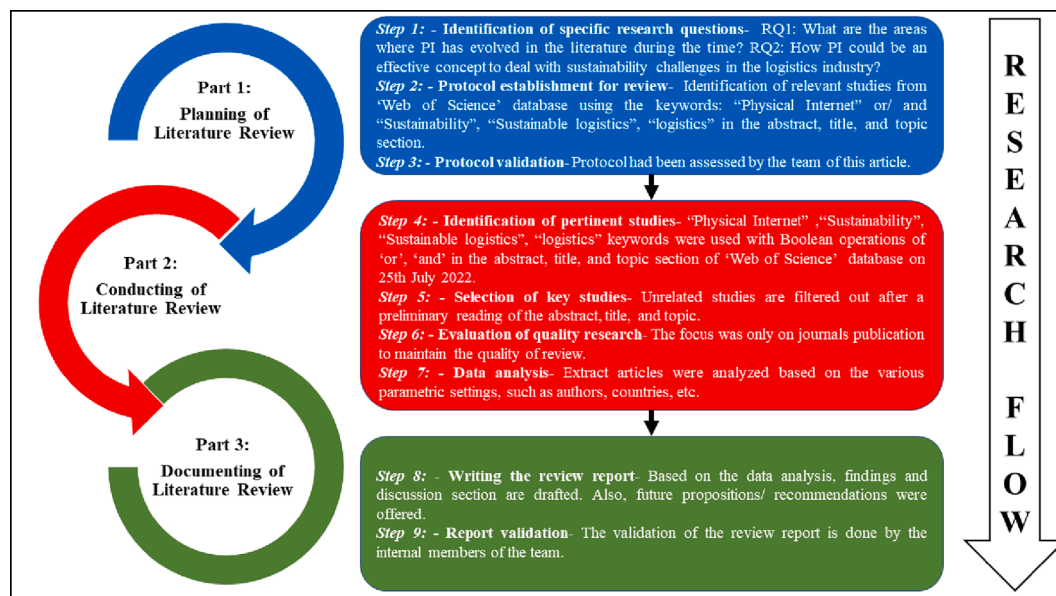 Part 1:
Planning of
Literature Review
Step 1: - Identification of specific research questions- RQ1: What are the areas
where PI has evolved in the literature during the time? RQ2: How PI could be an
effective concept to deal with sustainability challenges in the logistics industry?
Step 2: - Protocol establishment for review- Identification of relevant studies from
‘Web of Science’ database using the keywords: “Physical Internet” or/ and
“Sustainability”, “Sustainable logistics”, “logistics” in the abstract, title, and topic
section.
Step 3: - Protocol validation- Protocol had been assessed by the team of this article.
Part 2:
Conducting of
Literature Review
Step 4: - Identification of pertinent studies- “Physical Internet” ,“Sustainability”,
“Sustainable logistics”, “logistics” keywords were used with Boolean operations of
‘or’, ‘and’ in the abstract, title, and topic section of ‘Web of Science’ database on
25th July 2022.
Step 5: - Selection of key studies- Unrelated studies are filtered out after a
preliminary reading of the abstract, title, and topic.
Step 6: - Evaluation of quality research- The focus was only on journals publication
to maintain the quality of review.
Step 7: - Data analysis- Extract articles were analyzed based on the various
parametric settings, such as authors, countries, etc.
Part 3:
Documenting of
Literature Review
Step 8: - Writing the review report- Based on the data analysis, findings and
discussion section are drafted. Also, future propositions/ recommendations were
offered.
Step 9: - Report validation- The validation of the review report is done by the
internal members of the team.
RESEARCH FLOW